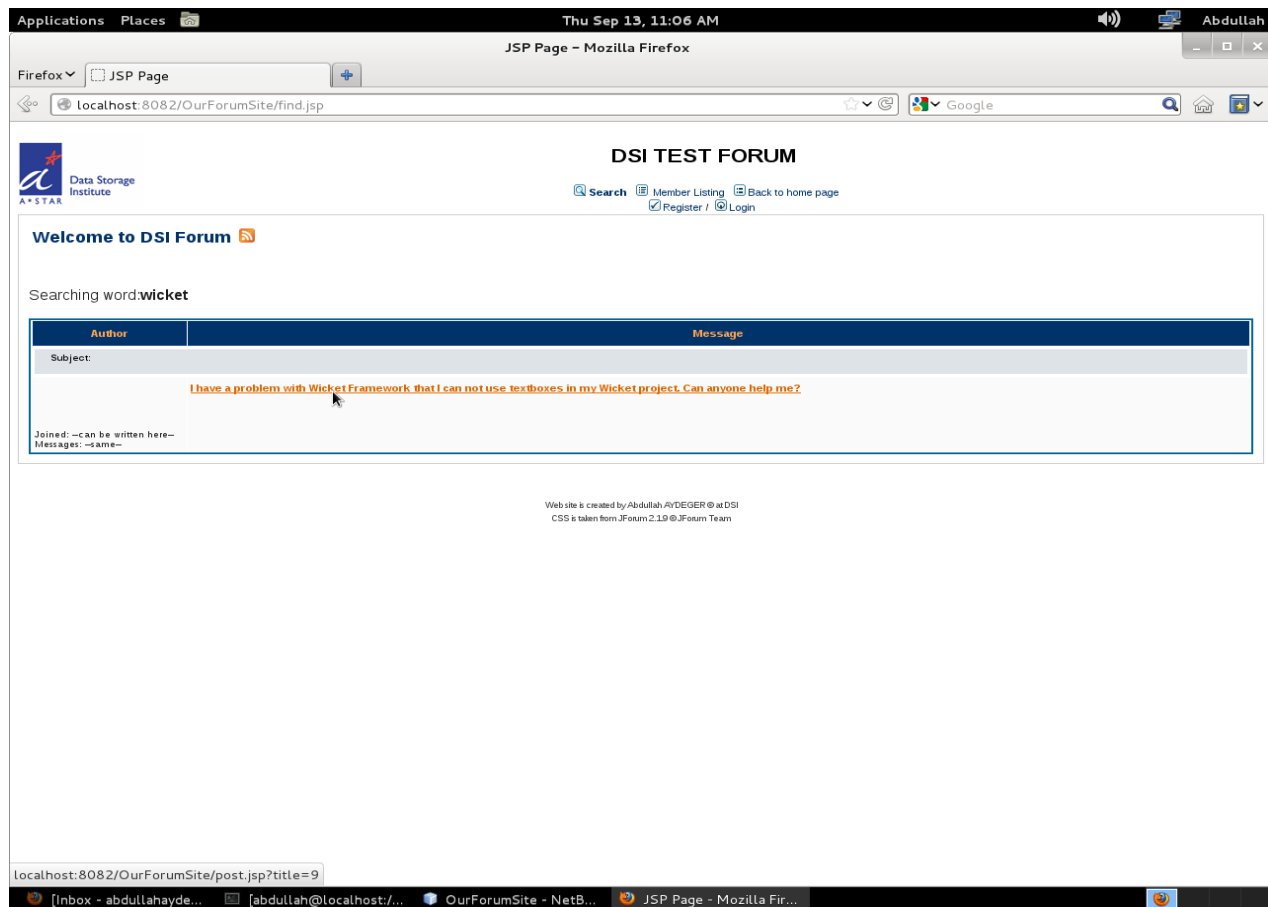 Applications Places Thu Sep 13, 11:06 AM Abdullah
JSP Page - Mozilla Firefox
Firefox JSP Page
localhost:8082/OurForumSite/find.jsp Google
Data Storage
Institute
A*STAR
DSI TEST FORUM
Search Member Listing Back to home page
Register / Login
Welcome to DSI Forum
Searching word:wicket
Author Message
Subject:
I have a problem with Wicket Framework that I can not use textboxes in my Wicket project. Can anyone help me?
Joined: --can be written here--
Messages: --same--
Web site is created by Abdullah AYDEGER © at DSI
CSS is taken from JForum 2.1.9 © JForum Team
localhost:8082/OurForumSite/post.jsp?title=9
[Inbox - abdullahayde... [abdullah@localhost:/... OurForumSite - NetB... JSP Page - Mozilla Fir...